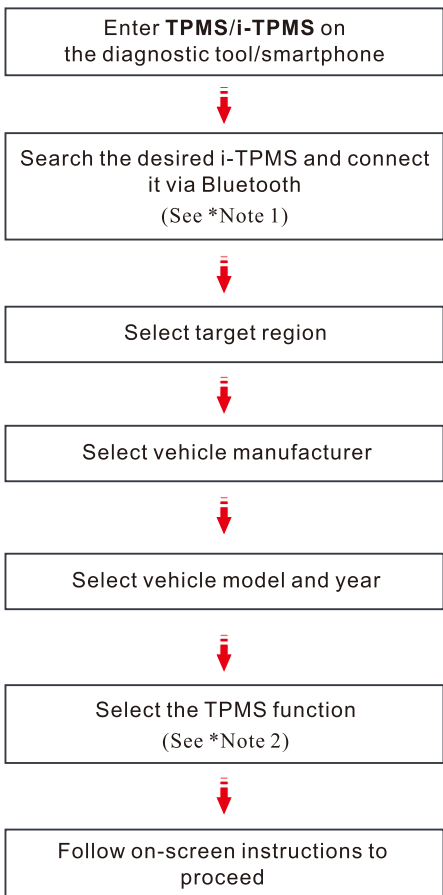 Enter TPMS/i-TPMS on
the diagnostic tool/smartphone
Search the desired i-TPMS and connect
it via Bluetooth
(See *Note 1)
Select target region
Select vehicle manufacturer
Select vehicle model and year
Select the TPMS function
(See *Note 2)
Follow on-screen instructions to
proceed